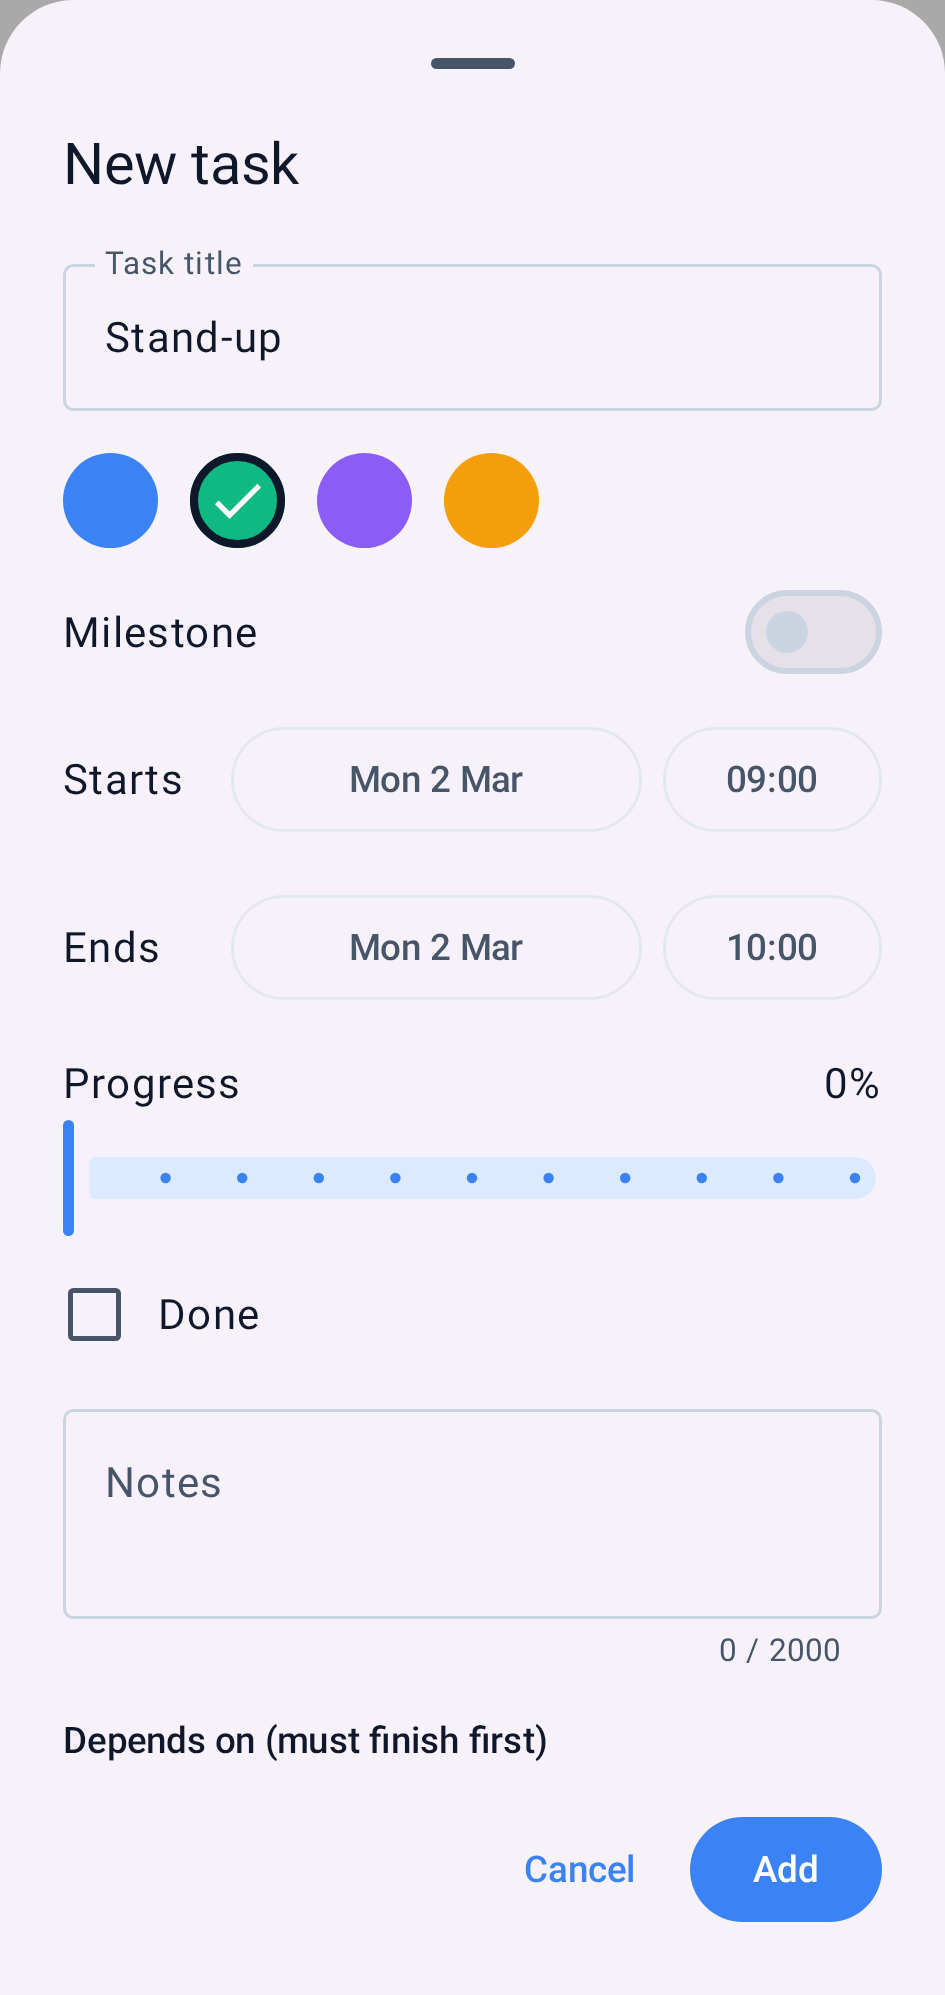 New task
Task title
Stand-up
Milestone
Starts Mon 2 Mar 09:00
Ends Mon 2 Mar 10:00
Progress 0%
Done
Notes
0 / 2000
Depends on (must finish first)
Cancel Add